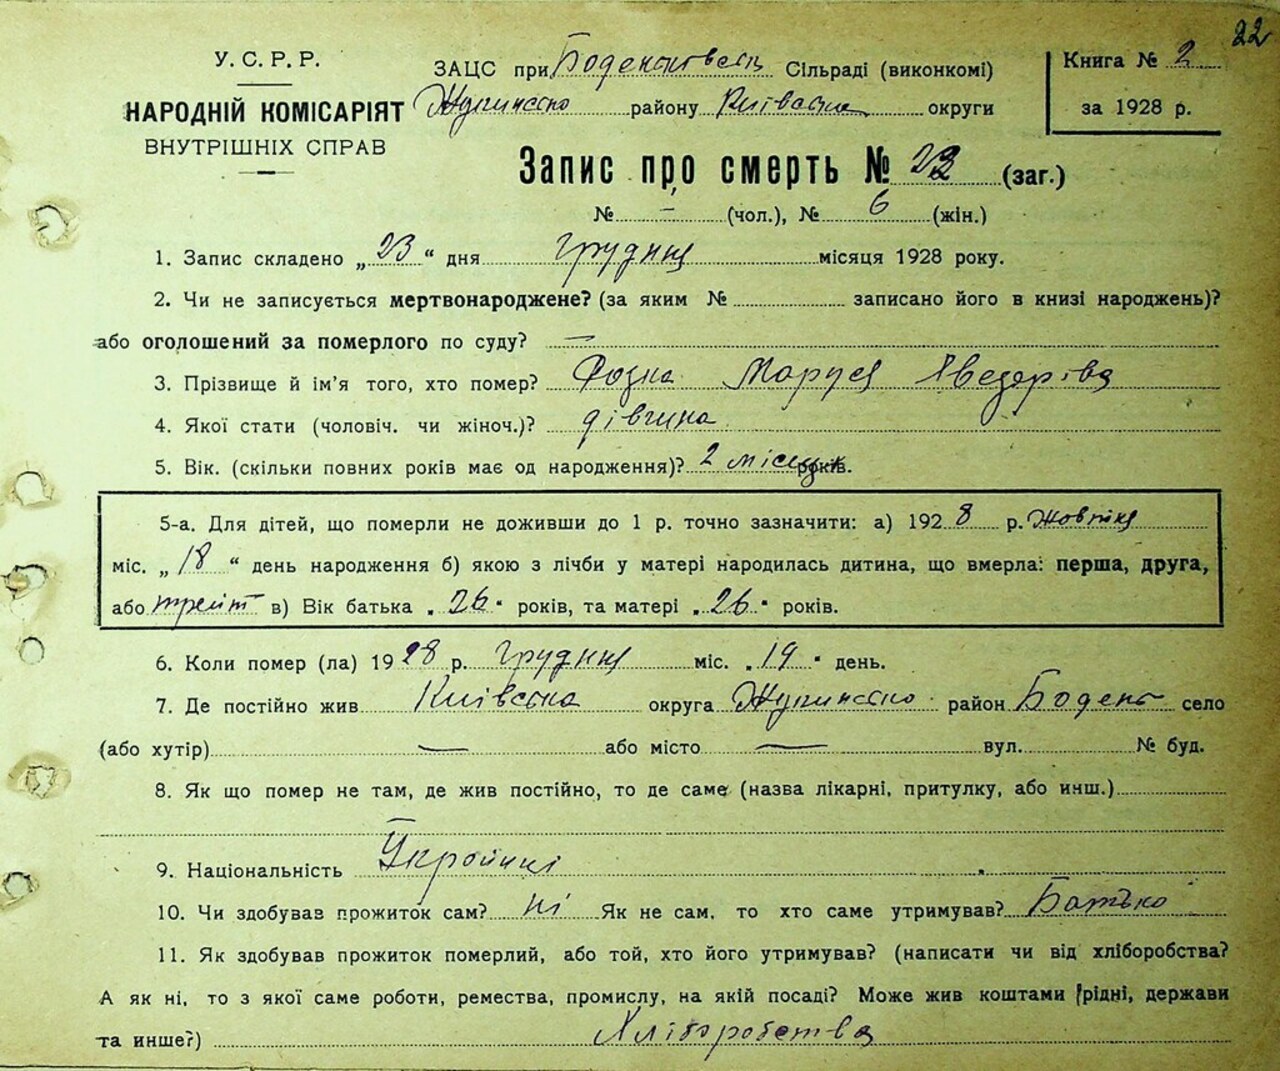 22
У. С. Р. Р.
НАРОДНІЙ КОМІСАРІЯТ
ВНУТРІШНІХ СПРАВ
ЗАЦС при Сільраді (виконкомі)
району округи
Книга № 2
за 1928 р.
Запис про смерть № 23 (заг.)
№ – (чол.), № 6 (жін.)
1. Запис складено „23“ дня грудня місяця 1928 року.
2. Чи не записується мертвонароджене? (за яким № записано його в книзі народжень)?
або оголошений за померлого по суду? —
3. Прізвище й ім'я того, хто помер? Маруся
4. Якої стати (чоловіч. чи жіноч.)? дівчина
5. Вік. (скільки повних років має од народження)? 2 місяця років.
5-а. Для дітей, що померли не доживши до 1 р. точно зазначити: а) 1928 р. жовтня
міс. „18“ день народження б) якою з лічби у матері народилась дитина, що вмерла: перша, друга,
або в) Вік батька „26“ років, та матері „26“ років.
6. Коли помер (ла) 1928 р. грудня міс. „19“ день.
7. Де постійно жив Київська округа район село
(або хутір) — або місто — вул. № буд.
8. Як що помер не там, де жив постійно, то де саме (назва лікарні, притулку, або инш.)
9. Національність
10. Чи здобував прожиток сам? ні Як не сам, то хто саме утримував? Батько
11. Як здобував прожиток померлий, або той, хто його утримував? (написати чи від хліборобства?
А як ні, то з якої саме роботи, ремества, промислу, на якій посаді? Може жив коштами рідні, держави
та инше?) Хліборобства